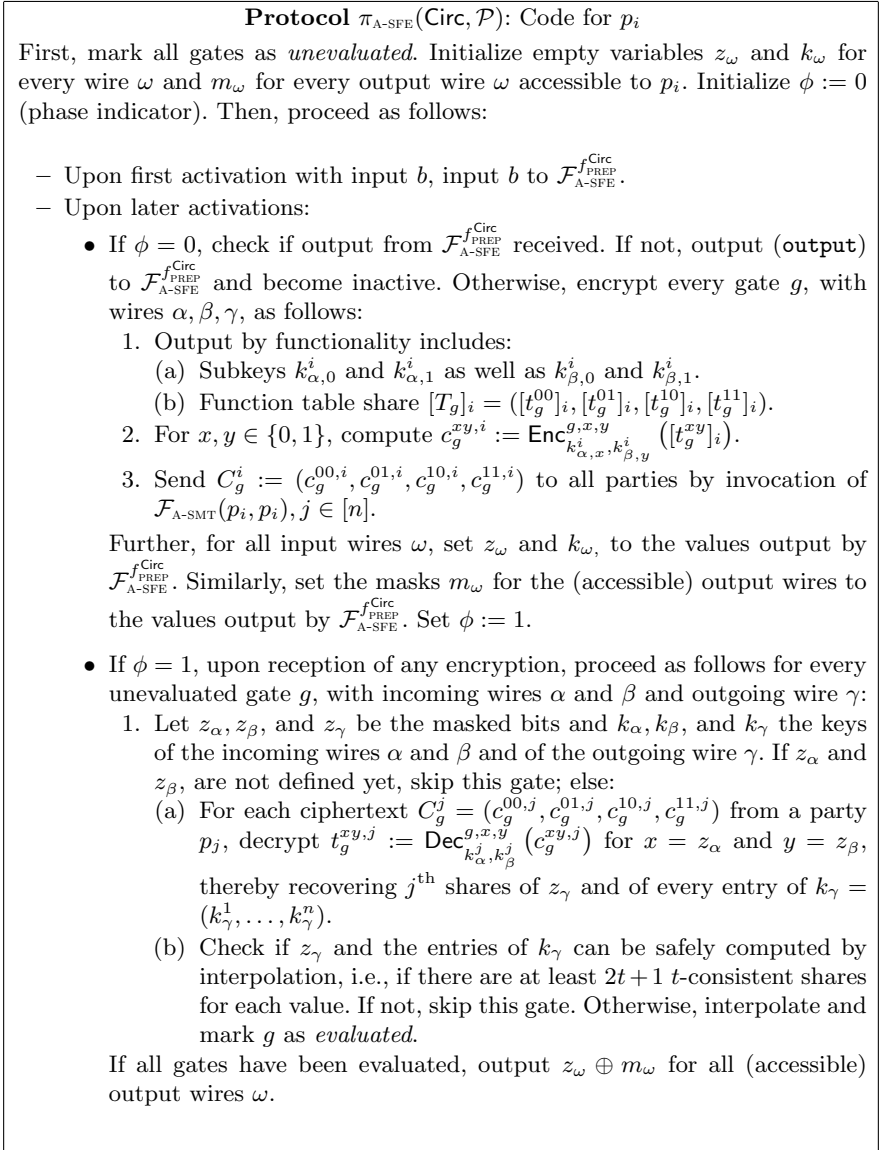 Protocol π_A-SFE(Circ, 𝒫): Code for p_i
First, mark all gates as unevaluated. Initialize empty variables z_ω and k_ω for
every wire ω and m_ω for every output wire ω accessible to p_i. Initialize ϕ := 0
(phase indicator). Then, proceed as follows:
– Upon first activation with input b, input b to ℱ_A-SFE^{f_PREP^Circ}.
– Upon later activations:
• If ϕ = 0, check if output from ℱ_A-SFE^{f_PREP^Circ} received. If not, output (output)
to ℱ_A-SFE^{f_PREP^Circ} and become inactive. Otherwise, encrypt every gate g, with
wires α, β, γ, as follows:
1. Output by functionality includes:
(a) Subkeys k^i_{α,0} and k^i_{α,1} as well as k^i_{β,0} and k^i_{β,1}.
(b) Function table share [T_g]_i = ([t_g^{00}]_i, [t_g^{01}]_i, [t_g^{10}]_i, [t_g^{11}]_i).
2. For x, y ∈ {0, 1}, compute c_g^{xy,i} := Enc^{g,x,y}_{k^i_{α,x},k^i_{β,y}} ([t_g^{xy}]_i).
3. Send C_g^i := (c_g^{00,i}, c_g^{01,i}, c_g^{10,i}, c_g^{11,i}) to all parties by invocation of
ℱ_A-SMT(p_i, p_i), j ∈ [n].
Further, for all input wires ω, set z_ω and k_ω, to the values output by
ℱ_A-SFE^{f_PREP^Circ}. Similarly, set the masks m_ω for the (accessible) output wires to
the values output by ℱ_A-SFE^{f_PREP^Circ}. Set ϕ := 1.
• If ϕ = 1, upon reception of any encryption, proceed as follows for every
unevaluated gate g, with incoming wires α and β and outgoing wire γ:
1. Let z_α, z_β, and z_γ be the masked bits and k_α, k_β, and k_γ the keys
of the incoming wires α and β and of the outgoing wire γ. If z_α and
z_β, are not defined yet, skip this gate; else:
(a) For each ciphertext C_g^j = (c_g^{00,j}, c_g^{01,j}, c_g^{10,j}, c_g^{11,j}) from a party
p_j, decrypt t_g^{xy,j} := Dec^{g,x,y}_{k^j_α,k^j_β} (c_g^{xy,j}) for x = z_α and y = z_β,
thereby recovering j^th shares of z_γ and of every entry of k_γ =
(k_γ^1, . . . , k_γ^n).
(b) Check if z_γ and the entries of k_γ can be safely computed by
interpolation, i.e., if there are at least 2t + 1 t-consistent shares
for each value. If not, skip this gate. Otherwise, interpolate and
mark g as evaluated.
If all gates have been evaluated, output z_ω ⊕ m_ω for all (accessible)
output wires ω.